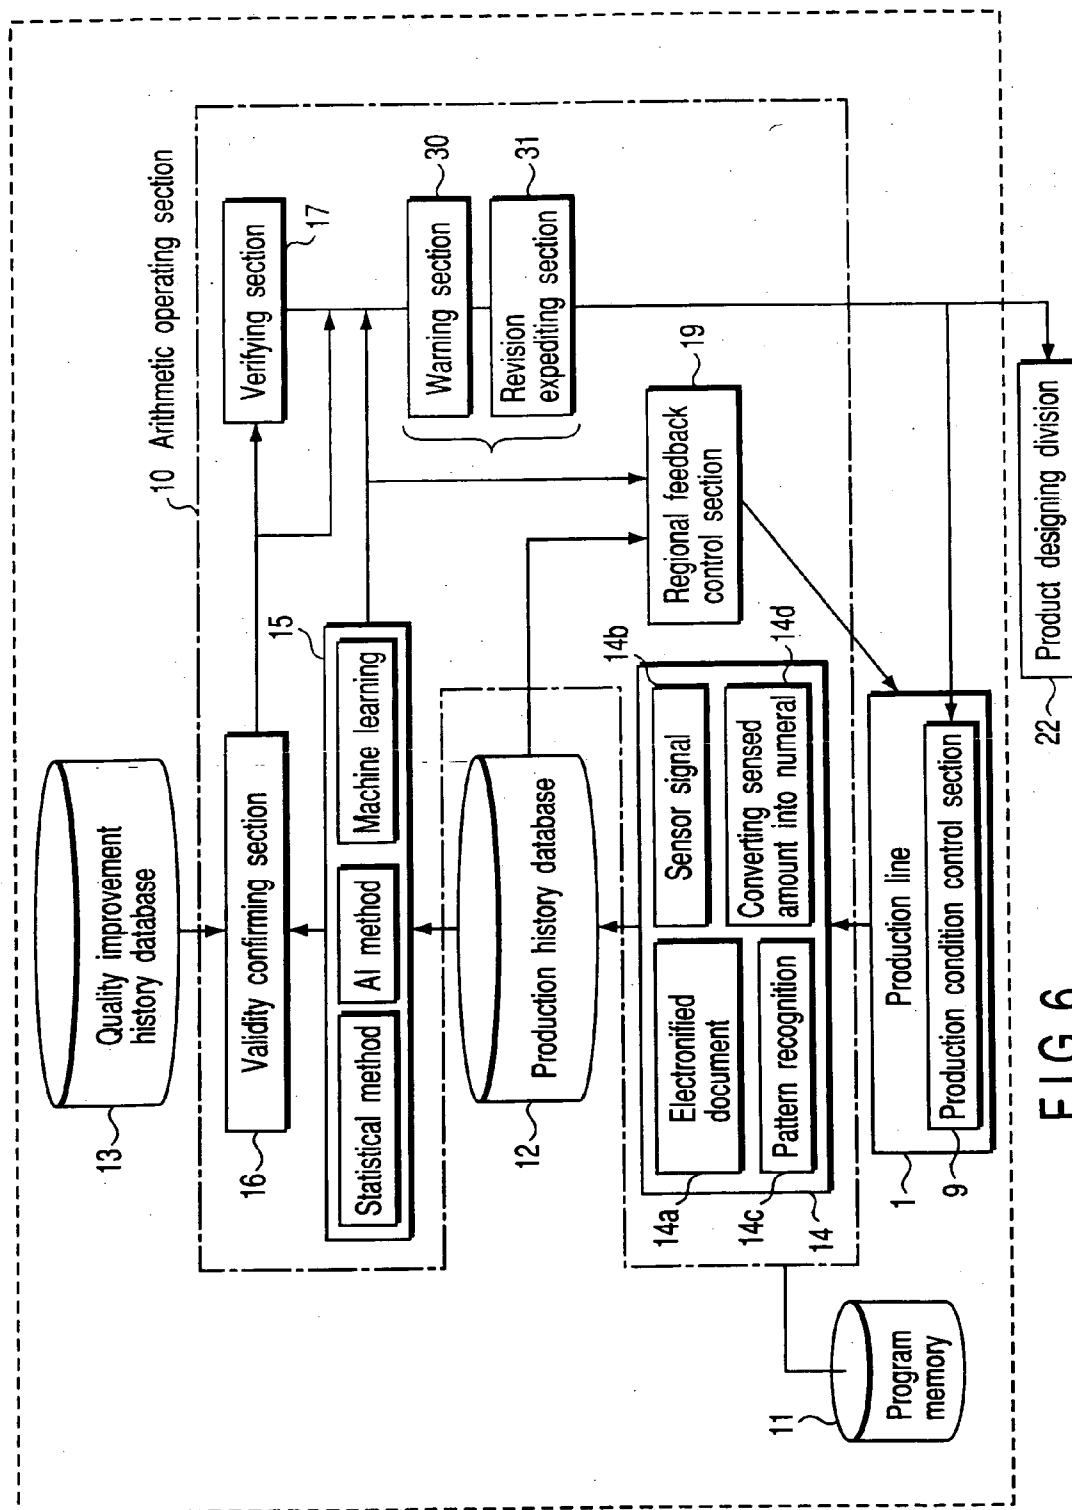 10 Arithmetic operating section
13
Quality improvement
history database
16
Validity confirming section
Verifying section
17
15
Statistical method
AI method
Machine learning
Warning section
30
Revision
expediting section
31
12
Production history database
14
14a
Electronified
document
14b
Sensor signal
14c
Pattern recognition
14d
Converting sensed
amount into numeral
Regional feedback
control section
19
1
Production line
9
Production condition control section
11
Program
memory
22
Product designing division
FIG. 6